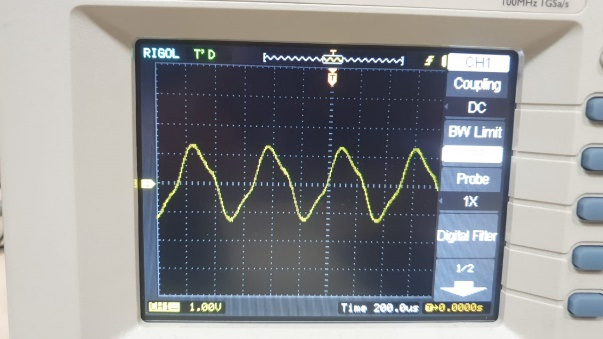 100MHz 1GSa/s
RIGOL T'D
CH1
Coupling
DC
BW Limit
Probe
1X
Digital Filter
1/2
1.00V Time 200.0us 0.0000s